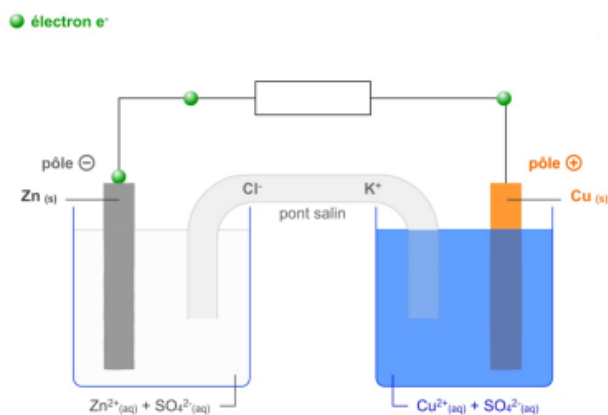 électron e⁻
pôle ⊖
Zn (s)
Cl⁻
K⁺
pont salin
pôle ⊕
Cu (s)
Zn²⁺(aq) + SO₄²⁻(aq)
Cu²⁺(aq) + SO₄²⁻(aq)